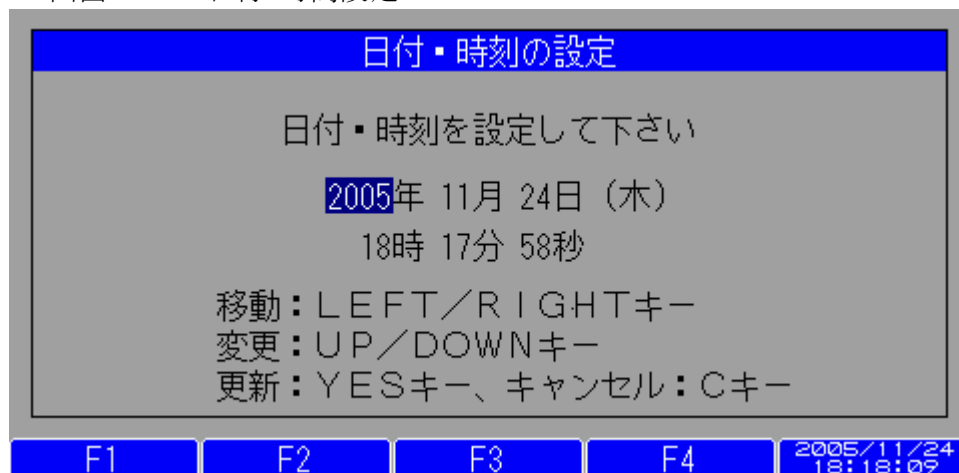 日付・時刻の設定
日付・時刻を設定して下さい
2005年 11月 24日（木）
18時 17分 58秒
移動：ＬＥＦＴ／ＲＩＧＨＴキー
変更：ＵＰ／ＤＯＷＮキー
更新：ＹＥＳキー、キャンセル：Ｃキー
F1 F2 F3 F4 2005/11/24
18:18:09